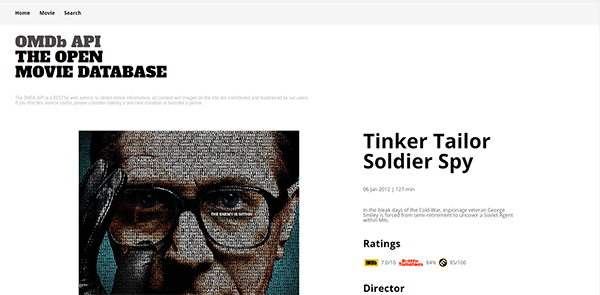 Home Movie Search
OMDb API
THE OPEN
MOVIE DATABASE
The OMDb API is a RESTful web service to obtain movie information, all content and images on the site are contributed and maintained by our users.
If you find this service useful, please consider making a one-time donation or become a patron.
Tinker Tailor
Soldier Spy
THE ENEMY IS WITHIN
06 Jan 2012 | 127 min
In the bleak days of the Cold War, espionage veteran George
Smiley is forced from semi-retirement to uncover a Soviet Agent
within MI6.
Ratings
IMDb 7.0/10 Rotten Tomatoes 84% 85/100
Director